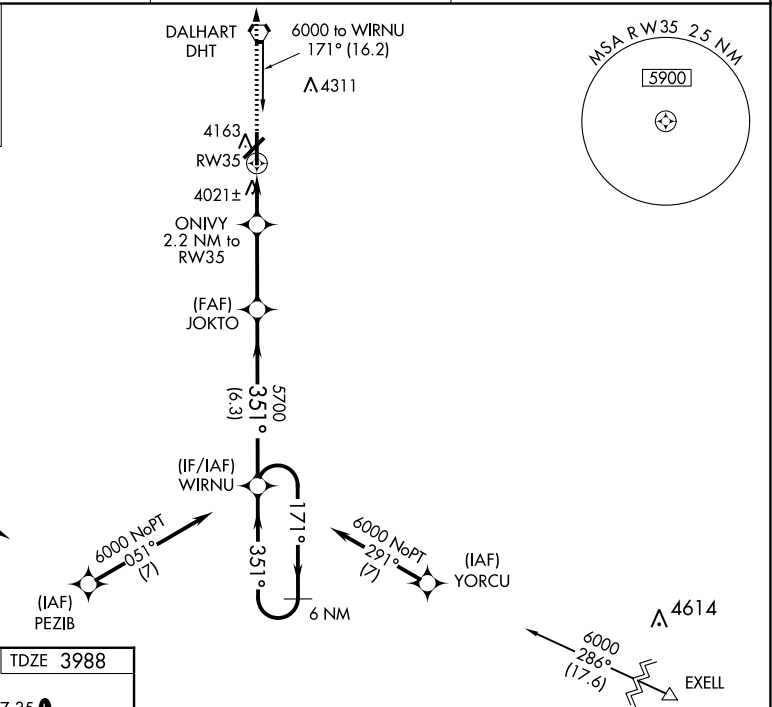 DALHART
DHT
6000 to WIRNU
171° (16.2)
4311
MSA RW35 25 NM
5900
4163
RW35
4021±
ONIVY
2.2 NM to
RW35
(FAF)
JOKTO
5700
351°
(6.3)
(IF/IAF)
WIRNU
171°
351°
6 NM
6000 NoPT
051°
(7)
(IAF)
PEZIB
6000 NoPT
291°
(7)
(IAF)
YORCU
4614
6000
286°
(17.6)
EXELL
TDZE 3988